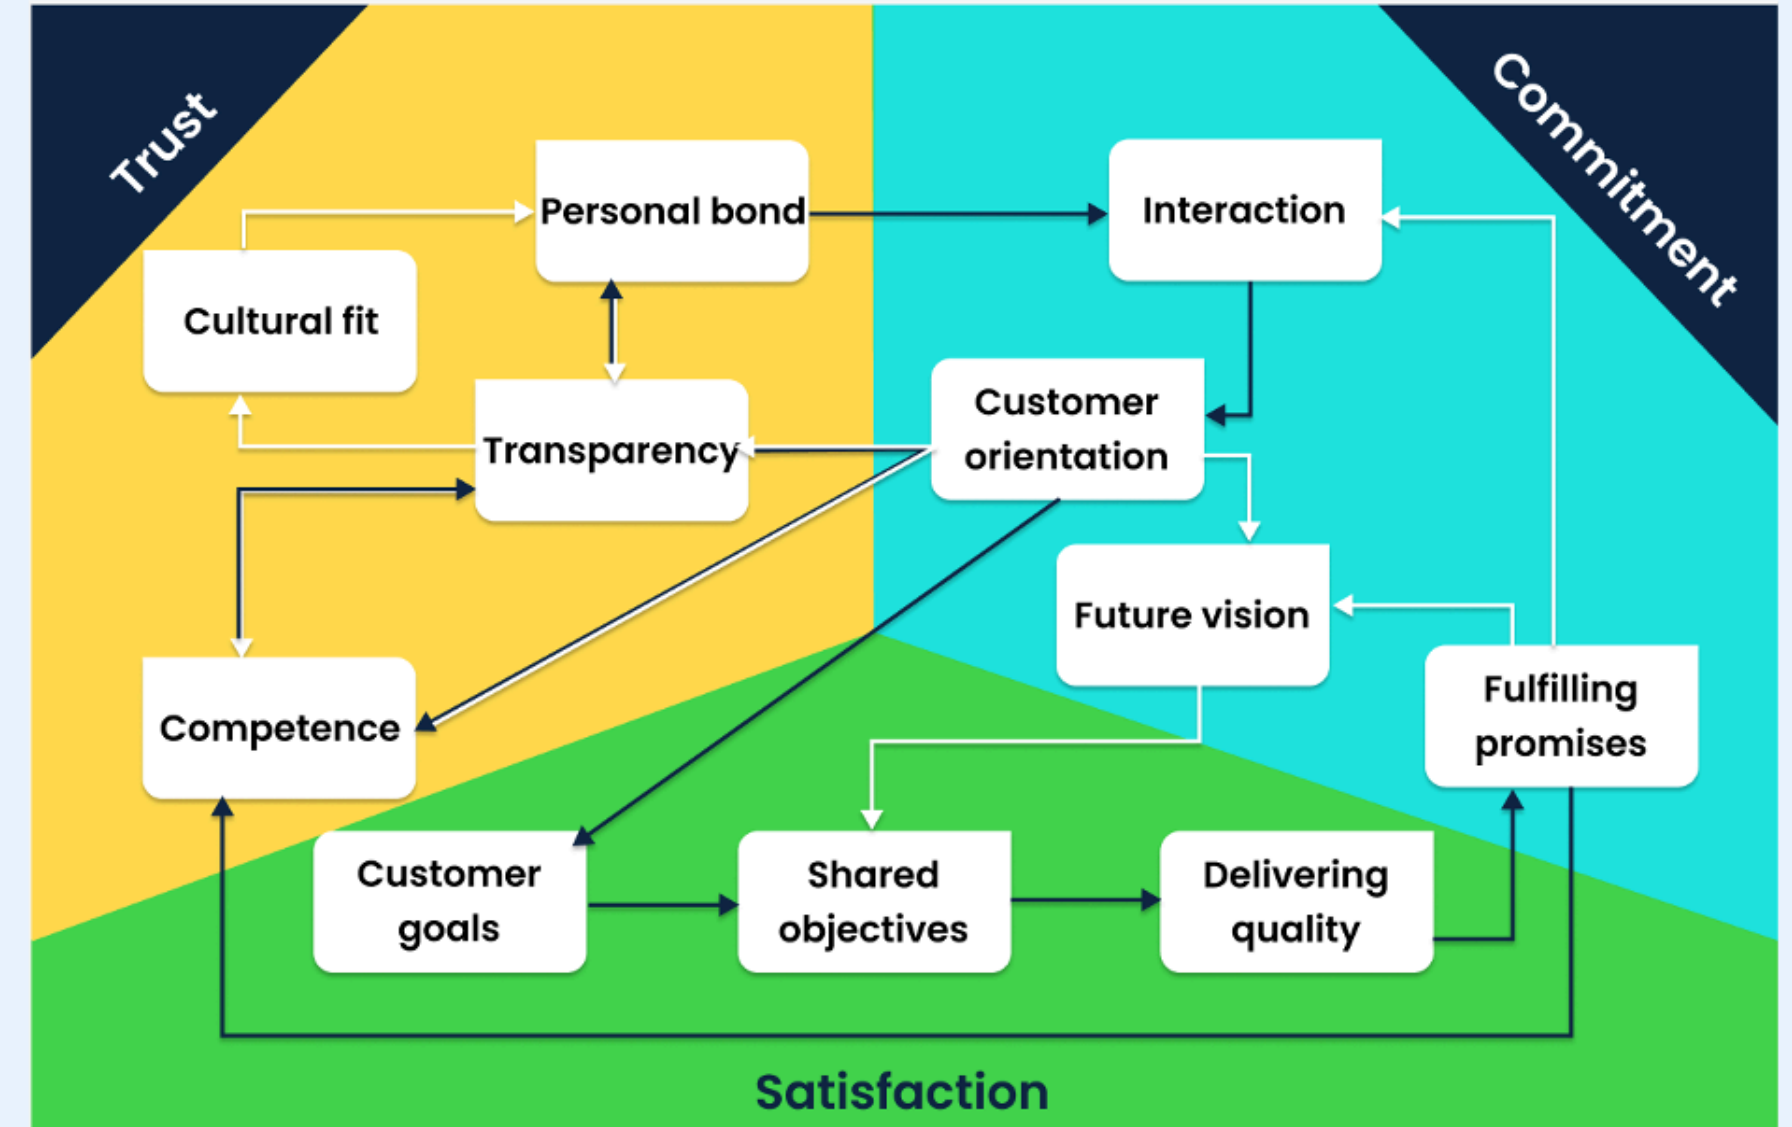 Trust
Commitment
Personal bond
Interaction
Cultural fit
Customer
orientation
Transparency
Future vision
Fulfilling
promises
Competence
Customer
goals
Shared
objectives
Delivering
quality
Satisfaction